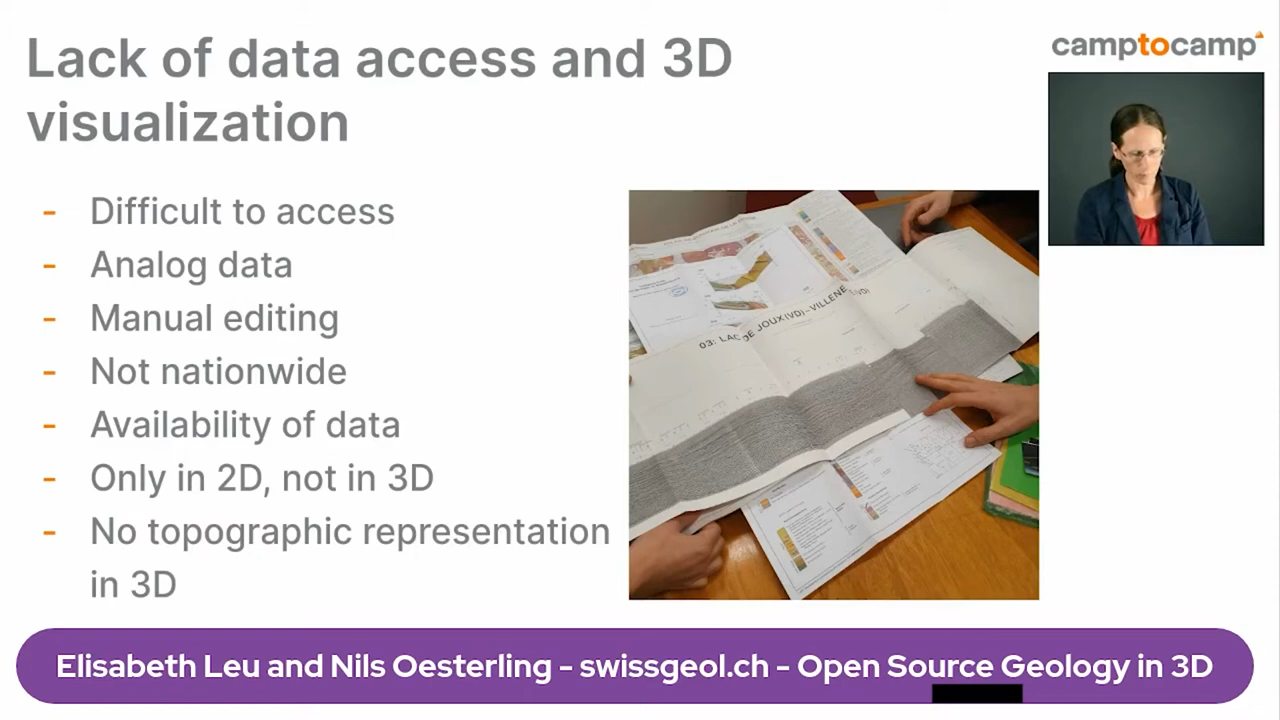 Lack of data access and 3D
visualization
camptocamp
- Difficult to access
- Analog data
- Manual editing
- Not nationwide
- Availability of data
- Only in 2D, not in 3D
- No topographic representation
in 3D
03: LAC DE JOUX(VD)-VILLENE
(VD)
Elisabeth Leu and Nils Oesterling - swissgeol.ch - Open Source Geology in 3D